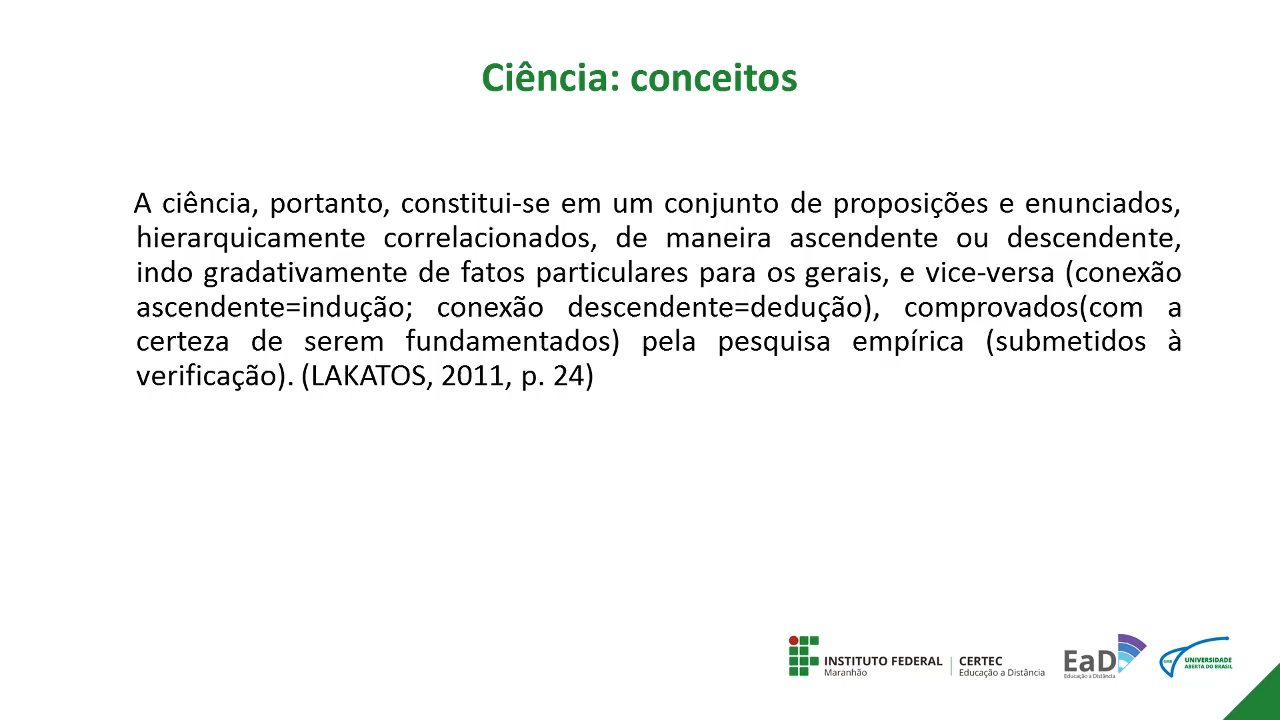 Ciência: conceitos
A ciência, portanto, constitui-se em um conjunto de proposições e enunciados,
hierarquicamente correlacionados, de maneira ascendente ou descendente,
indo gradativamente de fatos particulares para os gerais, e vice-versa (conexão
ascendente=indução; conexão descendente=dedução), comprovados(com a
certeza de serem fundamentados) pela pesquisa empírica (submetidos à
verificação). (LAKATOS, 2011, p. 24)
INSTITUTO FEDERAL
Maranhão
CERTEC
Educação a Distância
EaD
Educação a Distância
UAB
UNIVERSIDADE
ABERTA DO BRASIL